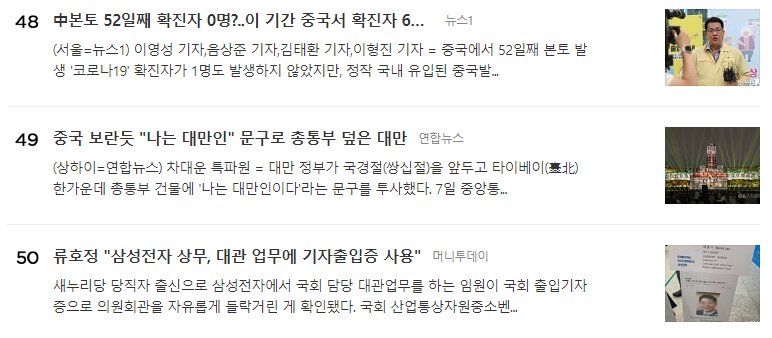 48 中본토 52일째 확진자 0명?..이 기간 중국서 확진자 6... 뉴스1
(서울=뉴스1) 이영성 기자,음상준 기자,김태환 기자,이형진 기자 = 중국에서 52일째 본토 발
생 '코로나19' 확진자가 1명도 발생하지 않았지만, 정작 국내 유입된 중국발...
49 중국 보란듯 "나는 대만인" 문구로 총통부 덮은 대만 연합뉴스
(상하이=연합뉴스) 차대운 특파원 = 대만 정부가 국경절(쌍십절)을 앞두고 타이베이(臺北)
한가운데 총통부 건물에 '나는 대만인이다'라는 문구를 투사했다. 7일 중앙통...
50 류호정 "삼성전자 상무, 대관 업무에 기자출입증 사용" 머니투데이
새누리당 당직자 출신으로 삼성전자에서 국회 담당 대관업무를 하는 임원이 국회 출입기자
증으로 의원회관을 자유롭게 들락거린 게 확인됐다. 국회 산업통상자원중소벤...